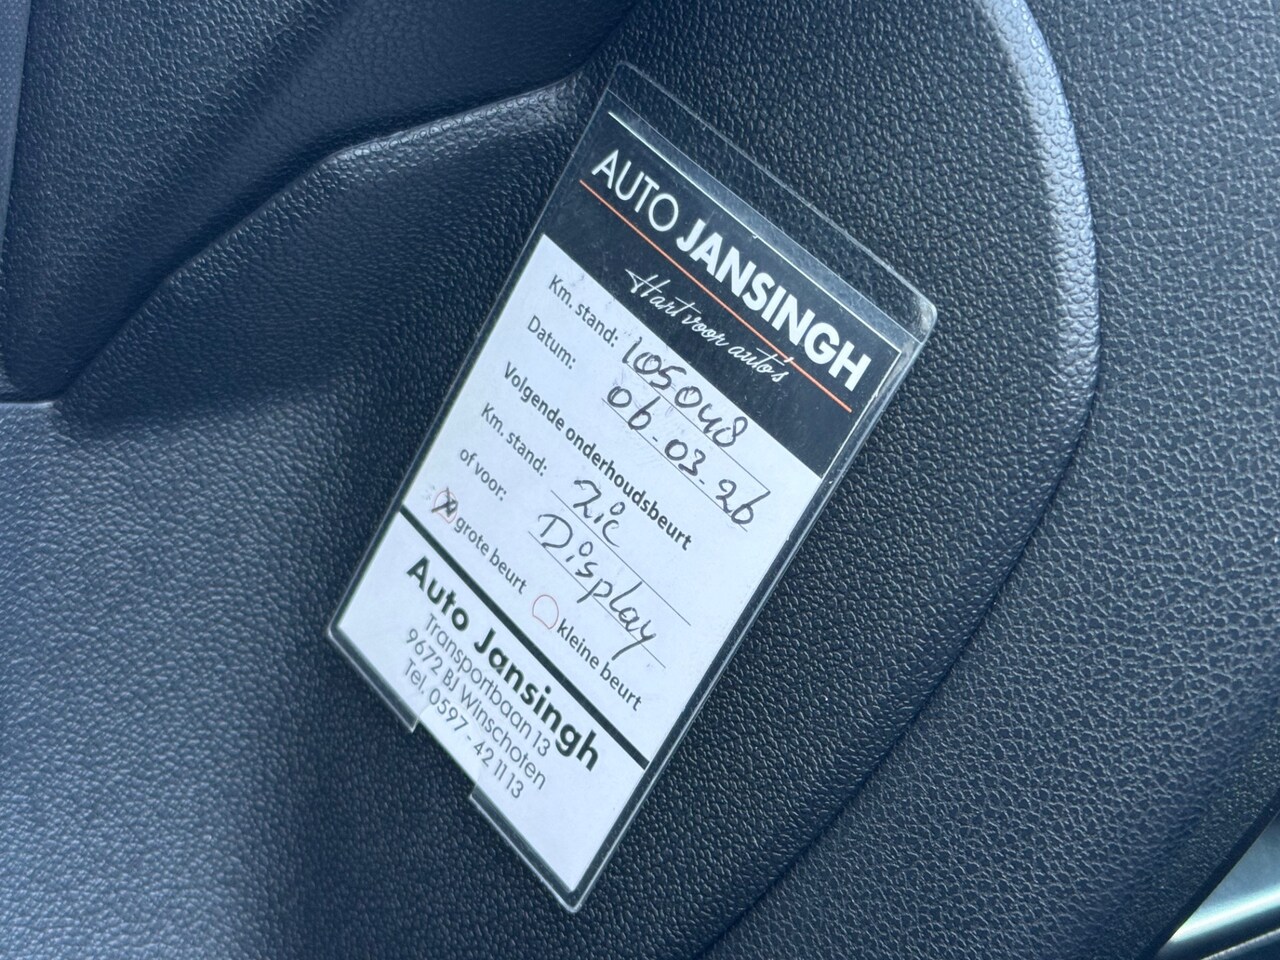 AUTO JANSINGH
Hart voor auto's
Km. stand: 105048
Datum: 06-03-26
Volgende onderhoudsbeurt
Km. stand: Zie
of voor: Display
X grote beurt kleine beurt
Auto Jansingh
Transportbaan 13
9672 BJ Winschoten
Tel. 0597 - 42 11 13